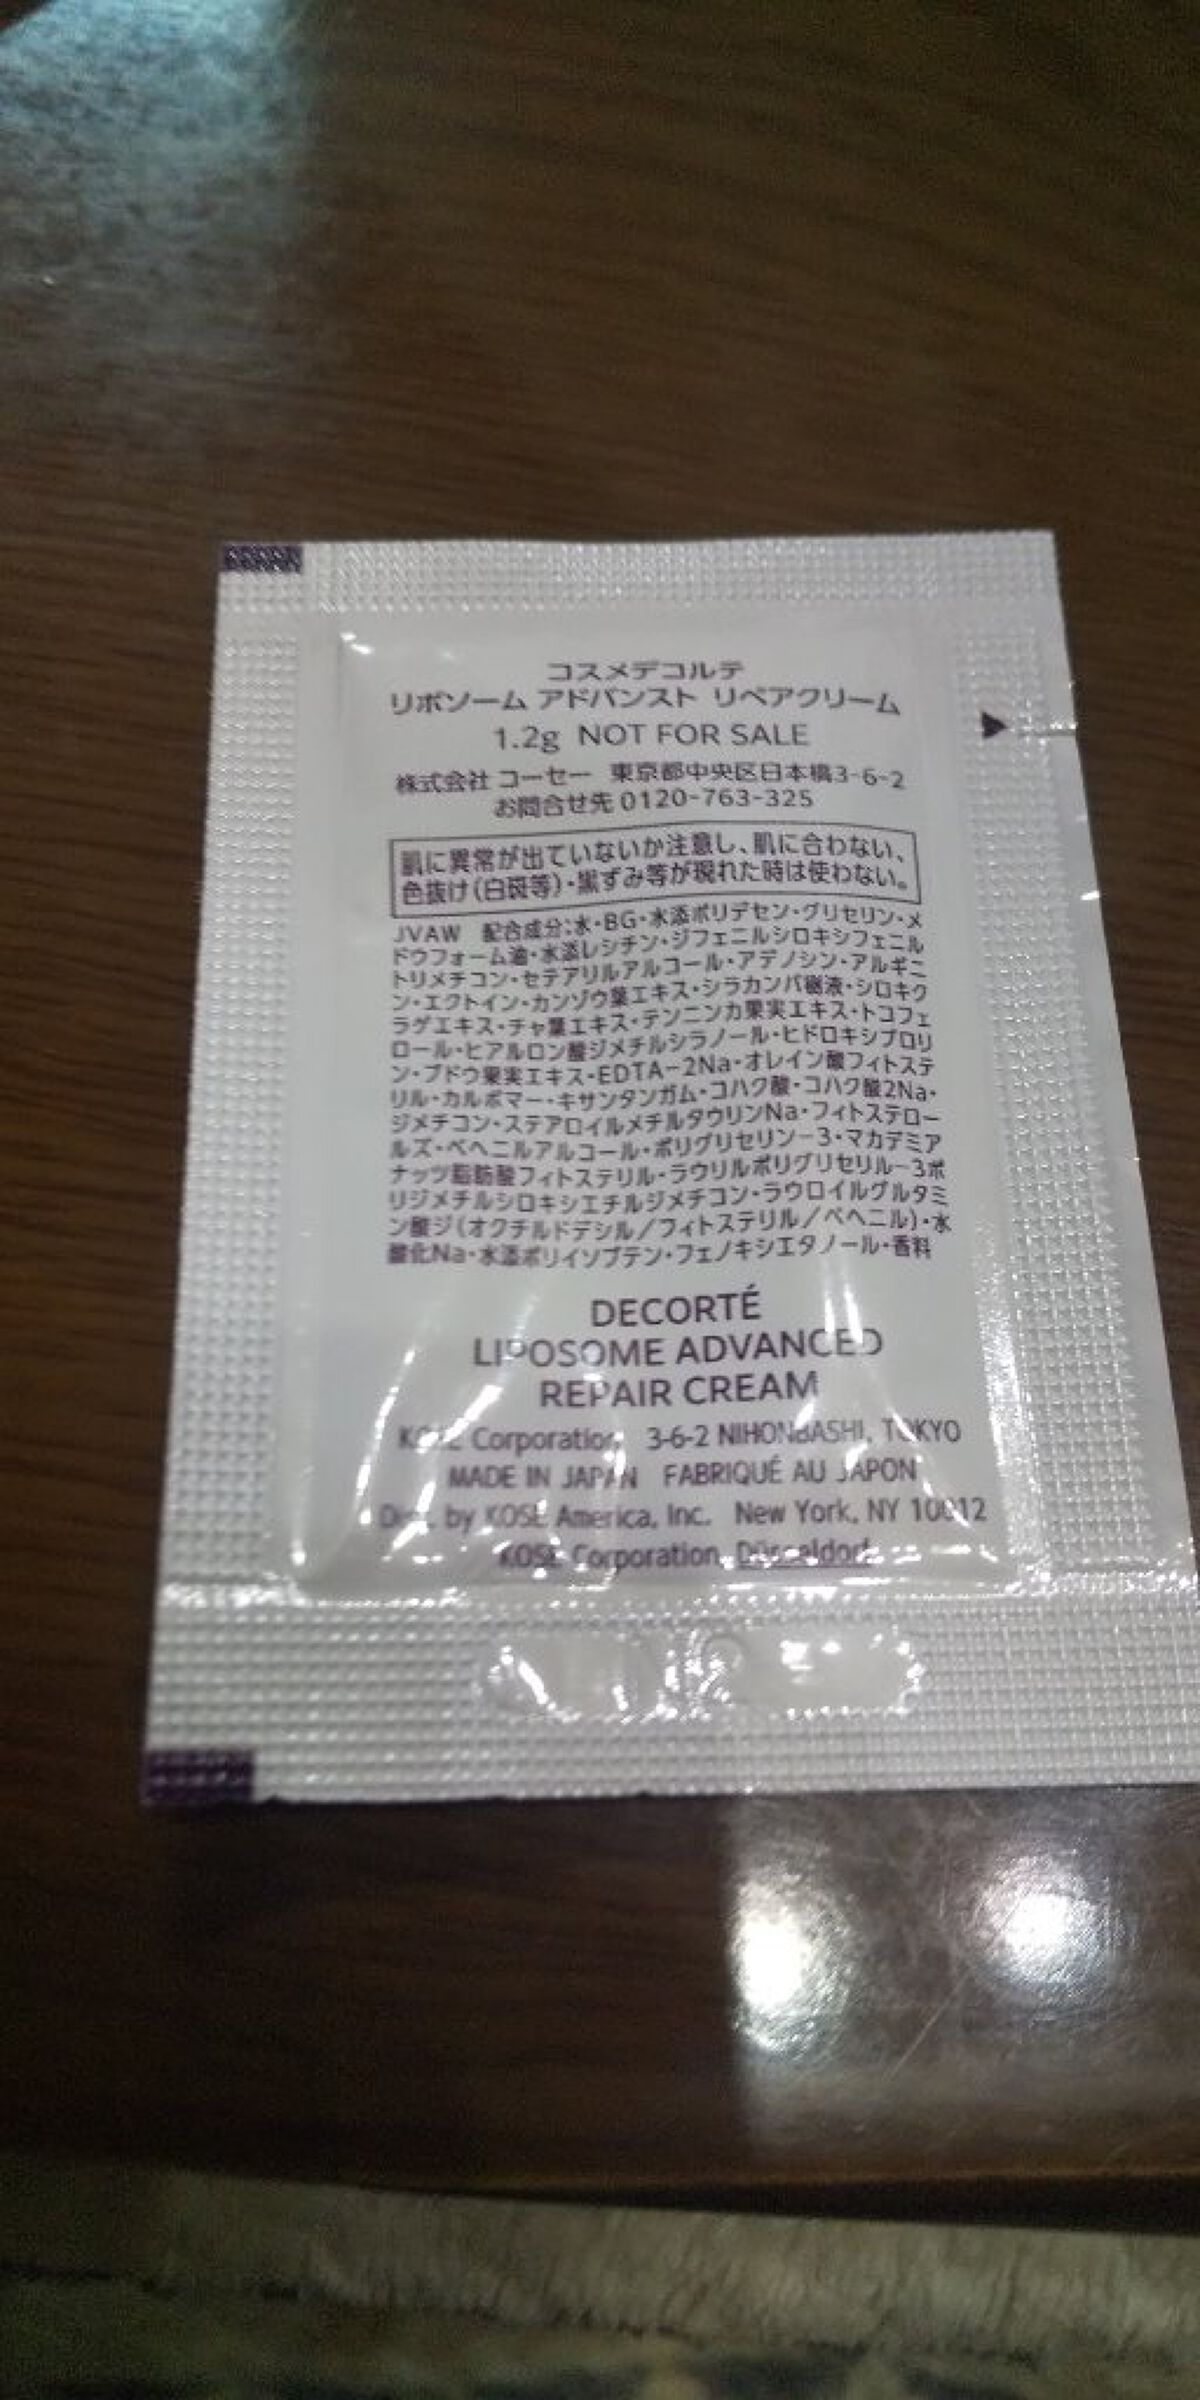 コスメデコルテ
リポソーム アドバンスト リペアクリーム
1.2g NOT FOR SALE
株式会社 コーセー 東京都中央区日本橋3-6-2
お問合せ先 0120-763-325
肌に異常が出ていないか注意し、肌に合わない、
色抜け(白斑等)・黒ずみ等が現れた時は使わない。
JVAW 配合成分:水・BG・水添ポリデセン・グリセリン・メ
ドウフォーム油・水添レシチン・ジフェニルシロキシフェニル
トリメチコン・セテアリルアルコール・アデノシン・アルギニ
ン・エクトイン・カンゾウ葉エキス・シラカンバ樹液・シロキク
ラゲエキス・チャ葉エキス・テンニンカ果実エキス・トコフェ
ロール・ヒアルロン酸ジメチルシラノール・ヒドロキシプロリ
ン・ブドウ果実エキス・EDTA-2Na・オレイン酸フィトステ
リル・カルボマー・キサンタンガム・コハク酸・コハク酸2Na・
ジメチコン・ステアロイルメチルタウリンNa・フィトステロー
ルズ・ベヘニルアルコール・ポリグリセリン-3・マカデミア
ナッツ脂肪酸フィトステリル・ラウリルポリグリセリル-3ポ
リジメチルシロキシエチルジメチコン・ラウロイルグルタミ
ン酸ジ(オクチルドデシル/フィトステリル/ベヘニル)・水
酸化Na・水添ポリイソブテン・フェノキシエタノール・香料
DECORTÉ
LIPOSOME ADVANCED
REPAIR CREAM
KOSÉ Corporation 3-6-2 NIHONBASHI, TOKYO
MADE IN JAPAN FABRIQUÉ AU JAPON
by KOSÉ America, Inc. New York, NY 10012
KOSÉ Corporation, Düsseldorf